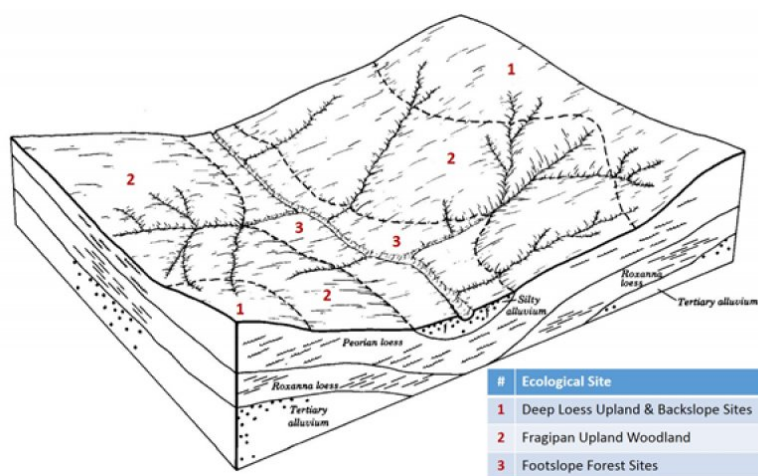 1
2
2
3
3
2
1
Peorian loess
Roxanna loess
Tertiary
alluvium
Silty
alluvium
Roxanna
loess
Tertiary alluvium
# Ecological Site
1 Deep Loess Upland & Backslope Sites
2 Fragipan Upland Woodland
3 Footslope Forest Sites